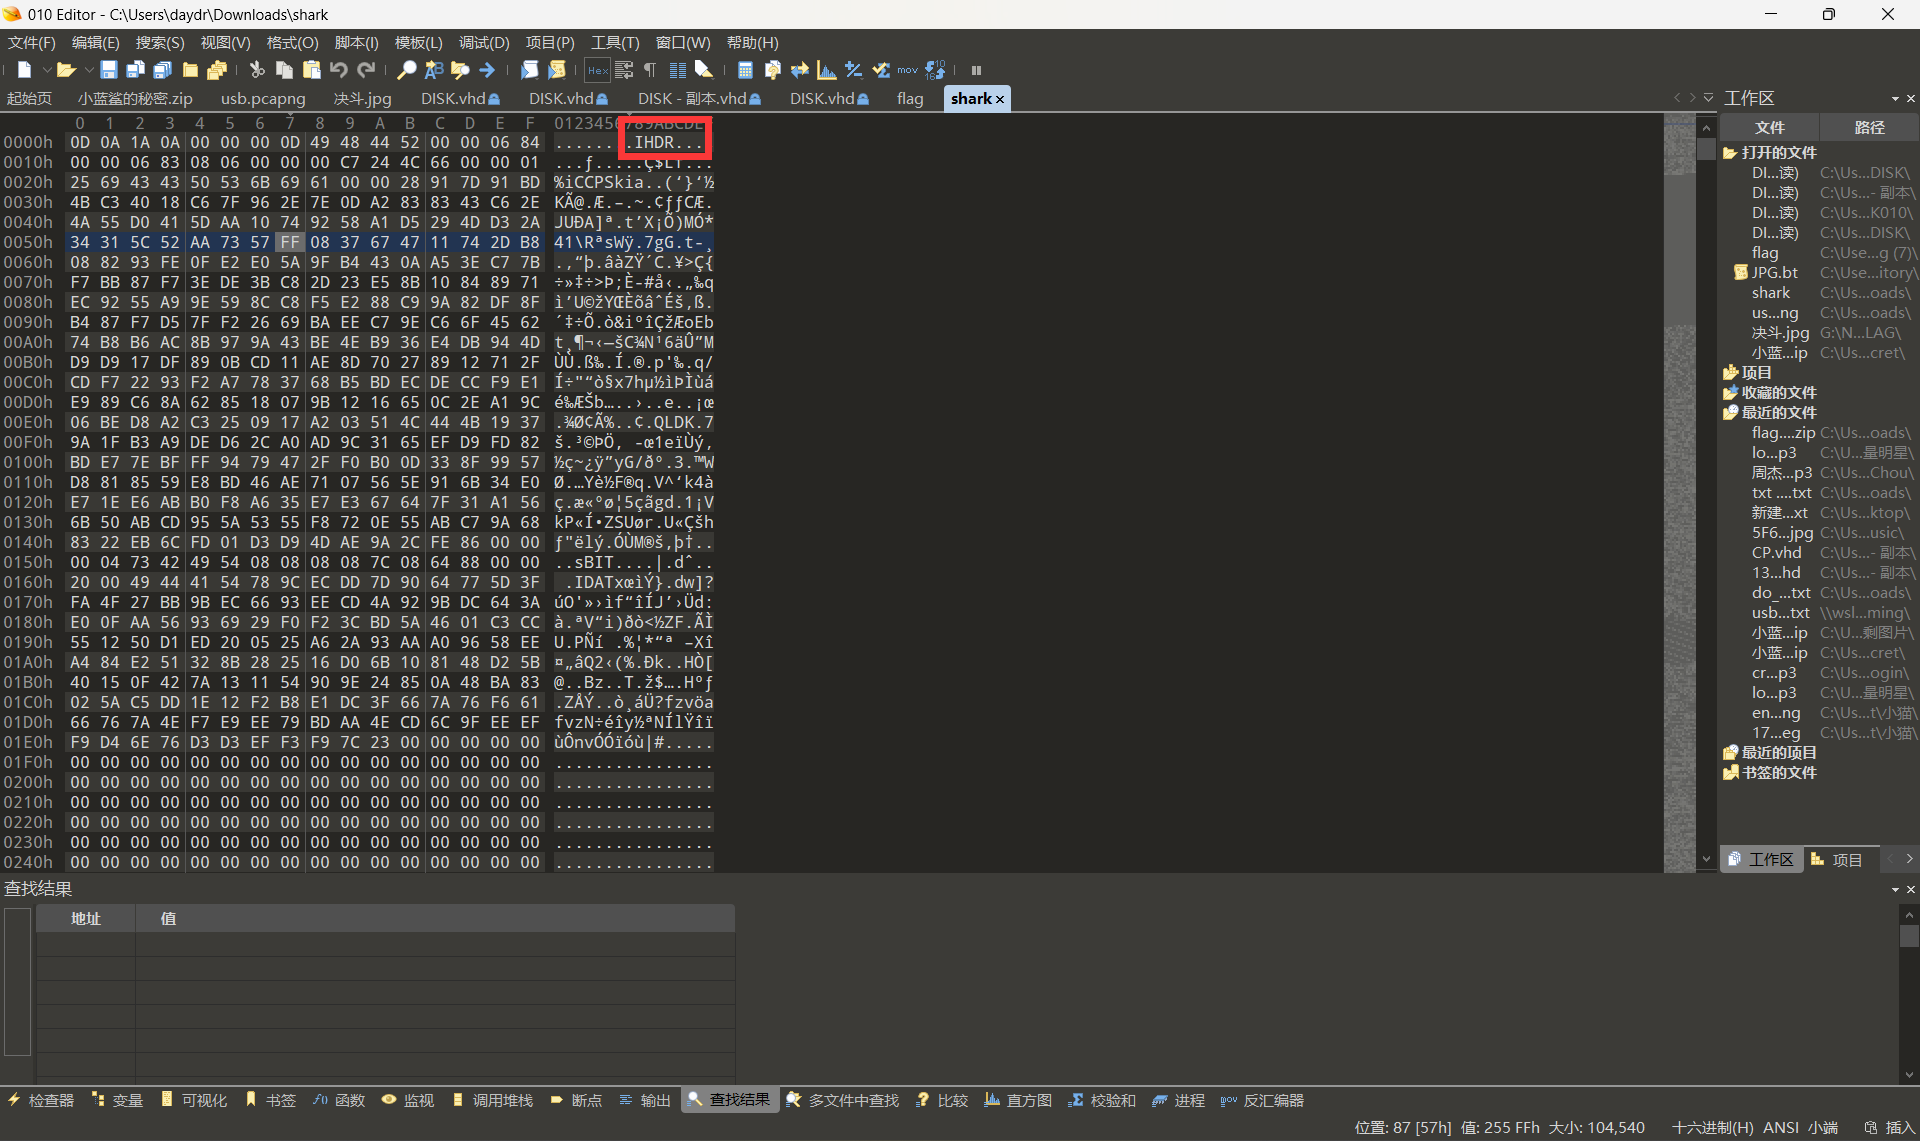 010 Editor - C:\Users\daydr\Downloads\shark
文件(F) 编辑(E) 搜索(S) 视图(V) 格式(O) 脚本(I) 模板(L) 调试(D) 项目(P) 工具(T) 窗口(W) 帮助(H)
起始页 小蓝鲨的秘密.zip usb.pcapng 决斗.jpg DISK.vhd DISK.vhd DISK - 副本.vhd DISK.vhd flag shark
0 1 2 3 4 5 6 7 8 9 A B C D E F
0000h 0D 0A 1A 0A 00 00 00 0D 49 48 44 52 00 00 06 84 ........IHDR...
0010h 00 00 06 83 08 06 00 00 00 C7 24 4C 66 00 00 01
0020h 25 69 43 43 50 53 6B 69 61 00 00 28 91 7D 91 BD %iCCPSkia..(‘}‘½
0030h 4B C3 40 18 C6 7F 96 2E 7E 0D A2 83 83 43 C6 2E KÃ@.Æ.–.~.¢ƒƒCÆ.
0040h 4A 55 D0 41 5D AA 10 74 92 58 A1 D5 29 4D D3 2A JUÐA]ª.t’X¡Õ)MÓ*
0050h 34 31 5C 52 AA 73 57 FF 08 37 67 47 11 74 2D B8 41\RªsWÿ.7gG.t-¸
0060h 08 82 93 FE 0F E2 E0 5A 9F B4 43 0A A5 3E C7 7B .‚“þ.âàZŸ´C.¥>Ç{
0070h F7 BB 87 F7 3E DE 3B C8 2D 23 E5 8B 10 84 89 71 ÷»‡÷>Þ;È-#å‹.„‰q
0080h EC 92 55 A9 9E 59 8C C8 F5 E2 88 C9 9A 82 DF 8F ì’U©žYŒÈõâˆÉš‚ß.
0090h B4 87 F7 D5 7F F2 26 69 BA EE C7 9E C6 6F 45 62 ´‡÷Õ.ò&iºîÇžÆoEb
00A0h 74 B8 B6 AC 8B 97 9A 43 BE 4E B9 36 E4 DB 94 4D t¸¶¬‹—šC¾N¹6äÛ”M
00B0h D9 D9 17 DF 89 0B CD 11 AE 8D 70 27 89 12 71 2F ÙÙ.ß‰.Í.®.p'‰.q/
00C0h CD F7 22 93 F2 A7 78 37 68 B5 BD EC DE CC F9 E1 Í÷"“ò§x7hµ½ìÞÌùá
00D0h E9 89 C6 8A 62 85 18 07 9B 12 16 65 0C 2E A1 9C é‰ÆŠb…..›..e..¡œ
00E0h 06 BE D8 A2 C3 25 09 17 A2 03 51 4C 44 4B 19 37 .¾Ø¢Ã%..¢.QLDK.7
00F0h 9A 1F B3 A9 DE D6 2C A0 AD 9C 31 65 EF D9 FD 82 š.³©ÞÖ, -œ1eïÙý‚
0100h BD E7 7E BF FF 94 79 47 2F F0 B0 0D 33 8F 99 57 ½ç~¿ÿ”yG/ð°.3.™W
0110h D8 81 85 59 E8 BD 46 AE 71 07 56 5E 91 6B 34 E0 Ø.…Yè½F®q.V^‘k4à
0120h E7 1E E6 AB B0 F8 A6 35 E7 E3 67 64 7F 31 A1 56 ç.æ«°ø¦5çãgd.1¡V
0130h 6B 50 AB CD 95 5A 53 55 F8 72 0E 55 AB C7 9A 68 kP«Í•ZSUør.U«Çšh
0140h 83 22 EB 6C FD 01 D3 D9 4D AE 9A 2C FE 86 00 00 ƒ"ëlý.ÓÙM®š,þ†..
0150h 00 04 73 42 49 54 08 08 08 08 7C 08 64 88 00 00 ..sBIT....|.dˆ..
0160h 20 00 49 44 41 54 78 9C EC DD 7D 90 64 77 5D 3F .IDATxœìÝ}.dw]?
0170h FA 4F 27 BB 9B EC 66 93 EE CD 4A 92 9B DC 64 3A úO'»›ìf“îÍJ’›Üd:
0180h E0 0F AA 56 93 69 29 F0 F2 3C BD 5A 46 01 C3 CC à.ªV“i)ðò<½ZF.ÃÌ
0190h 55 12 50 D1 ED 20 05 25 A6 2A 93 AA A0 96 58 EE U.PÑí .%¦*“ª –Xî
01A0h A4 84 E2 51 32 8B 28 25 16 D0 6B 10 81 48 D2 5B ¤„âQ2‹(%.Ðk..HÒ[
01B0h 40 15 0F 42 7A 13 11 54 90 9E 24 85 0A 48 BA 83 @..Bz..T.ž$….Hºƒ
01C0h 02 5A C5 DD 1E 12 F2 B8 E1 DC 3F 66 7A 76 F6 61 .ZÅÝ..ò¸áÜ?fzvöa
01D0h 66 76 7A 4E F7 E9 EE 79 BD AA 4E CD 6C 9F EE EF fvzN÷éîy½ªNÍlŸîï
01E0h F9 D4 6E 76 D3 D3 EF F3 F9 7C 23 00 00 00 00 00 ùÔnvÓÓïóù|#.....
01F0h 00 00 00 00 00 00 00 00 00 00 00 00 00 00 00 00 ................
0200h 00 00 00 00 00 00 00 00 00 00 00 00 00 00 00 00 ................
0210h 00 00 00 00 00 00 00 00 00 00 00 00 00 00 00 00 ................
0220h 00 00 00 00 00 00 00 00 00 00 00 00 00 00 00 00 ................
0230h 00 00 00 00 00 00 00 00 00 00 00 00 00 00 00 00 ................
0240h 00 00 00 00 00 00 00 00 00 00 00 00 00 00 00 00 ................
工作区
文件 路径
打开的文件
DI...读) C:\Us...DISK\
DI...读) C:\Us...- 副本\
DI...读) C:\Us...K010\
DI...读) C:\Us...DISK\
flag C:\Use...g (7)\
JPG.bt C:\Use...itory\
shark C:\Us...oads\
us...ng C:\Us...oads\
决斗.jpg G:\N...LAG\
小蓝...ip C:\Us...cret\
项目
收藏的文件
最近的文件
flag....zip C:\Us...oads\
lo...p3 C:\U...量明星\
周杰...p3 C:\Us...Chou\
txt ....txt C:\Us...oads\
新建...xt C:\Us...ktop\
5F6...jpg C:\Us...usic\
CP.vhd C:\Us...- 副本\
13...hd C:\Us...- 副本\
do_...txt C:\Us...oads\
usb...txt \\wsl...ming\
小蓝...ip C:\U...剩图片\
小蓝...ip C:\Us...cret\
cr...p3 C:\Us...ogin\
lo...p3 C:\U...量明星\
en...ng C:\Us...t\小猫\
17...eg C:\Us...t\小猫\
最近的项目
书签的文件
工作区 项目
查找结果
地址 值
检查器 变量 可视化 书签 函数 监视 调用堆栈 断点 输出 查找结果 多文件中查找 比较 直方图 校验和 进程 反汇编器
位置: 87 [57h] 值: 255 FFh 大小: 104,540 十六进制(H) ANSI 小端 插入